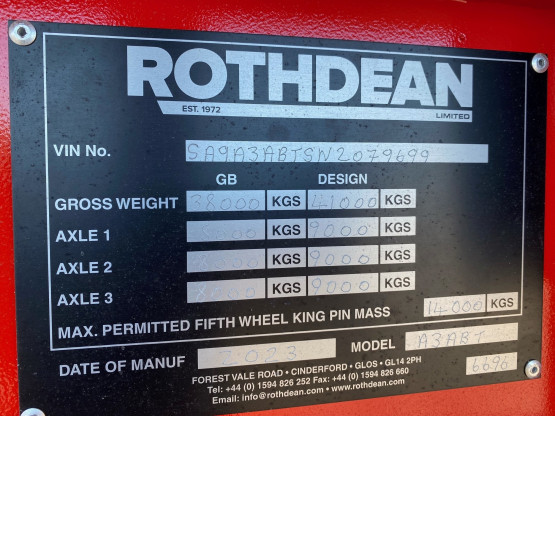 ROTHDEAN
EST. 1972 LIMITED
VIN No. SA9A3ABTSN2079699
GB DESIGN
GROSS WEIGHT 38000 KGS 41000 KGS
AXLE 1 KGS 9000 KGS
AXLE 2 KGS 9000 KGS
AXLE 3 KGS 9000 KGS
MAX. PERMITTED FIFTH WHEEL KING PIN MASS 14000 KGS
DATE OF MANUF 2023 MODEL A3ABT
6696
FOREST VALE ROAD • CINDERFORD • GLOS • GL14 2PH
Tel: +44 (0) 1594 826 252 Fax: +44 (0) 1594 826 660
Email: info@rothdean.com • www.rothdean.com